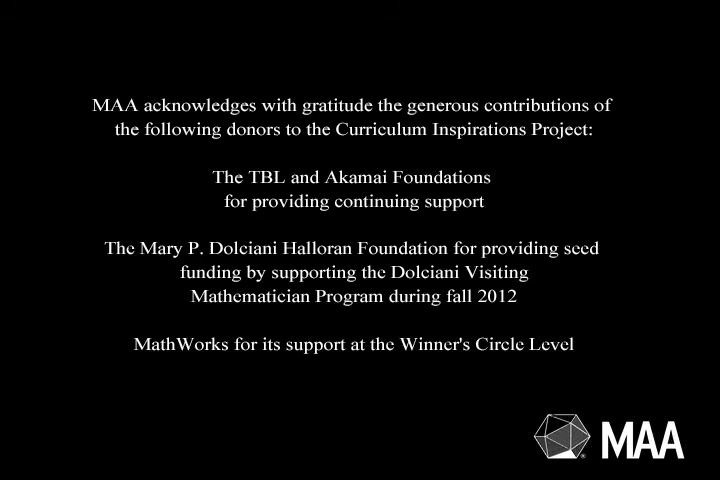 MAA acknowledges with gratitude the generous contributions of
the following donors to the Curriculum Inspirations Project:
The TBL and Akamai Foundations
for providing continuing support
The Mary P. Dolciani Halloran Foundation for providing seed
funding by supporting the Dolciani Visiting
Mathematician Program during fall 2012
MathWorks for its support at the Winner's Circle Level
® MAA